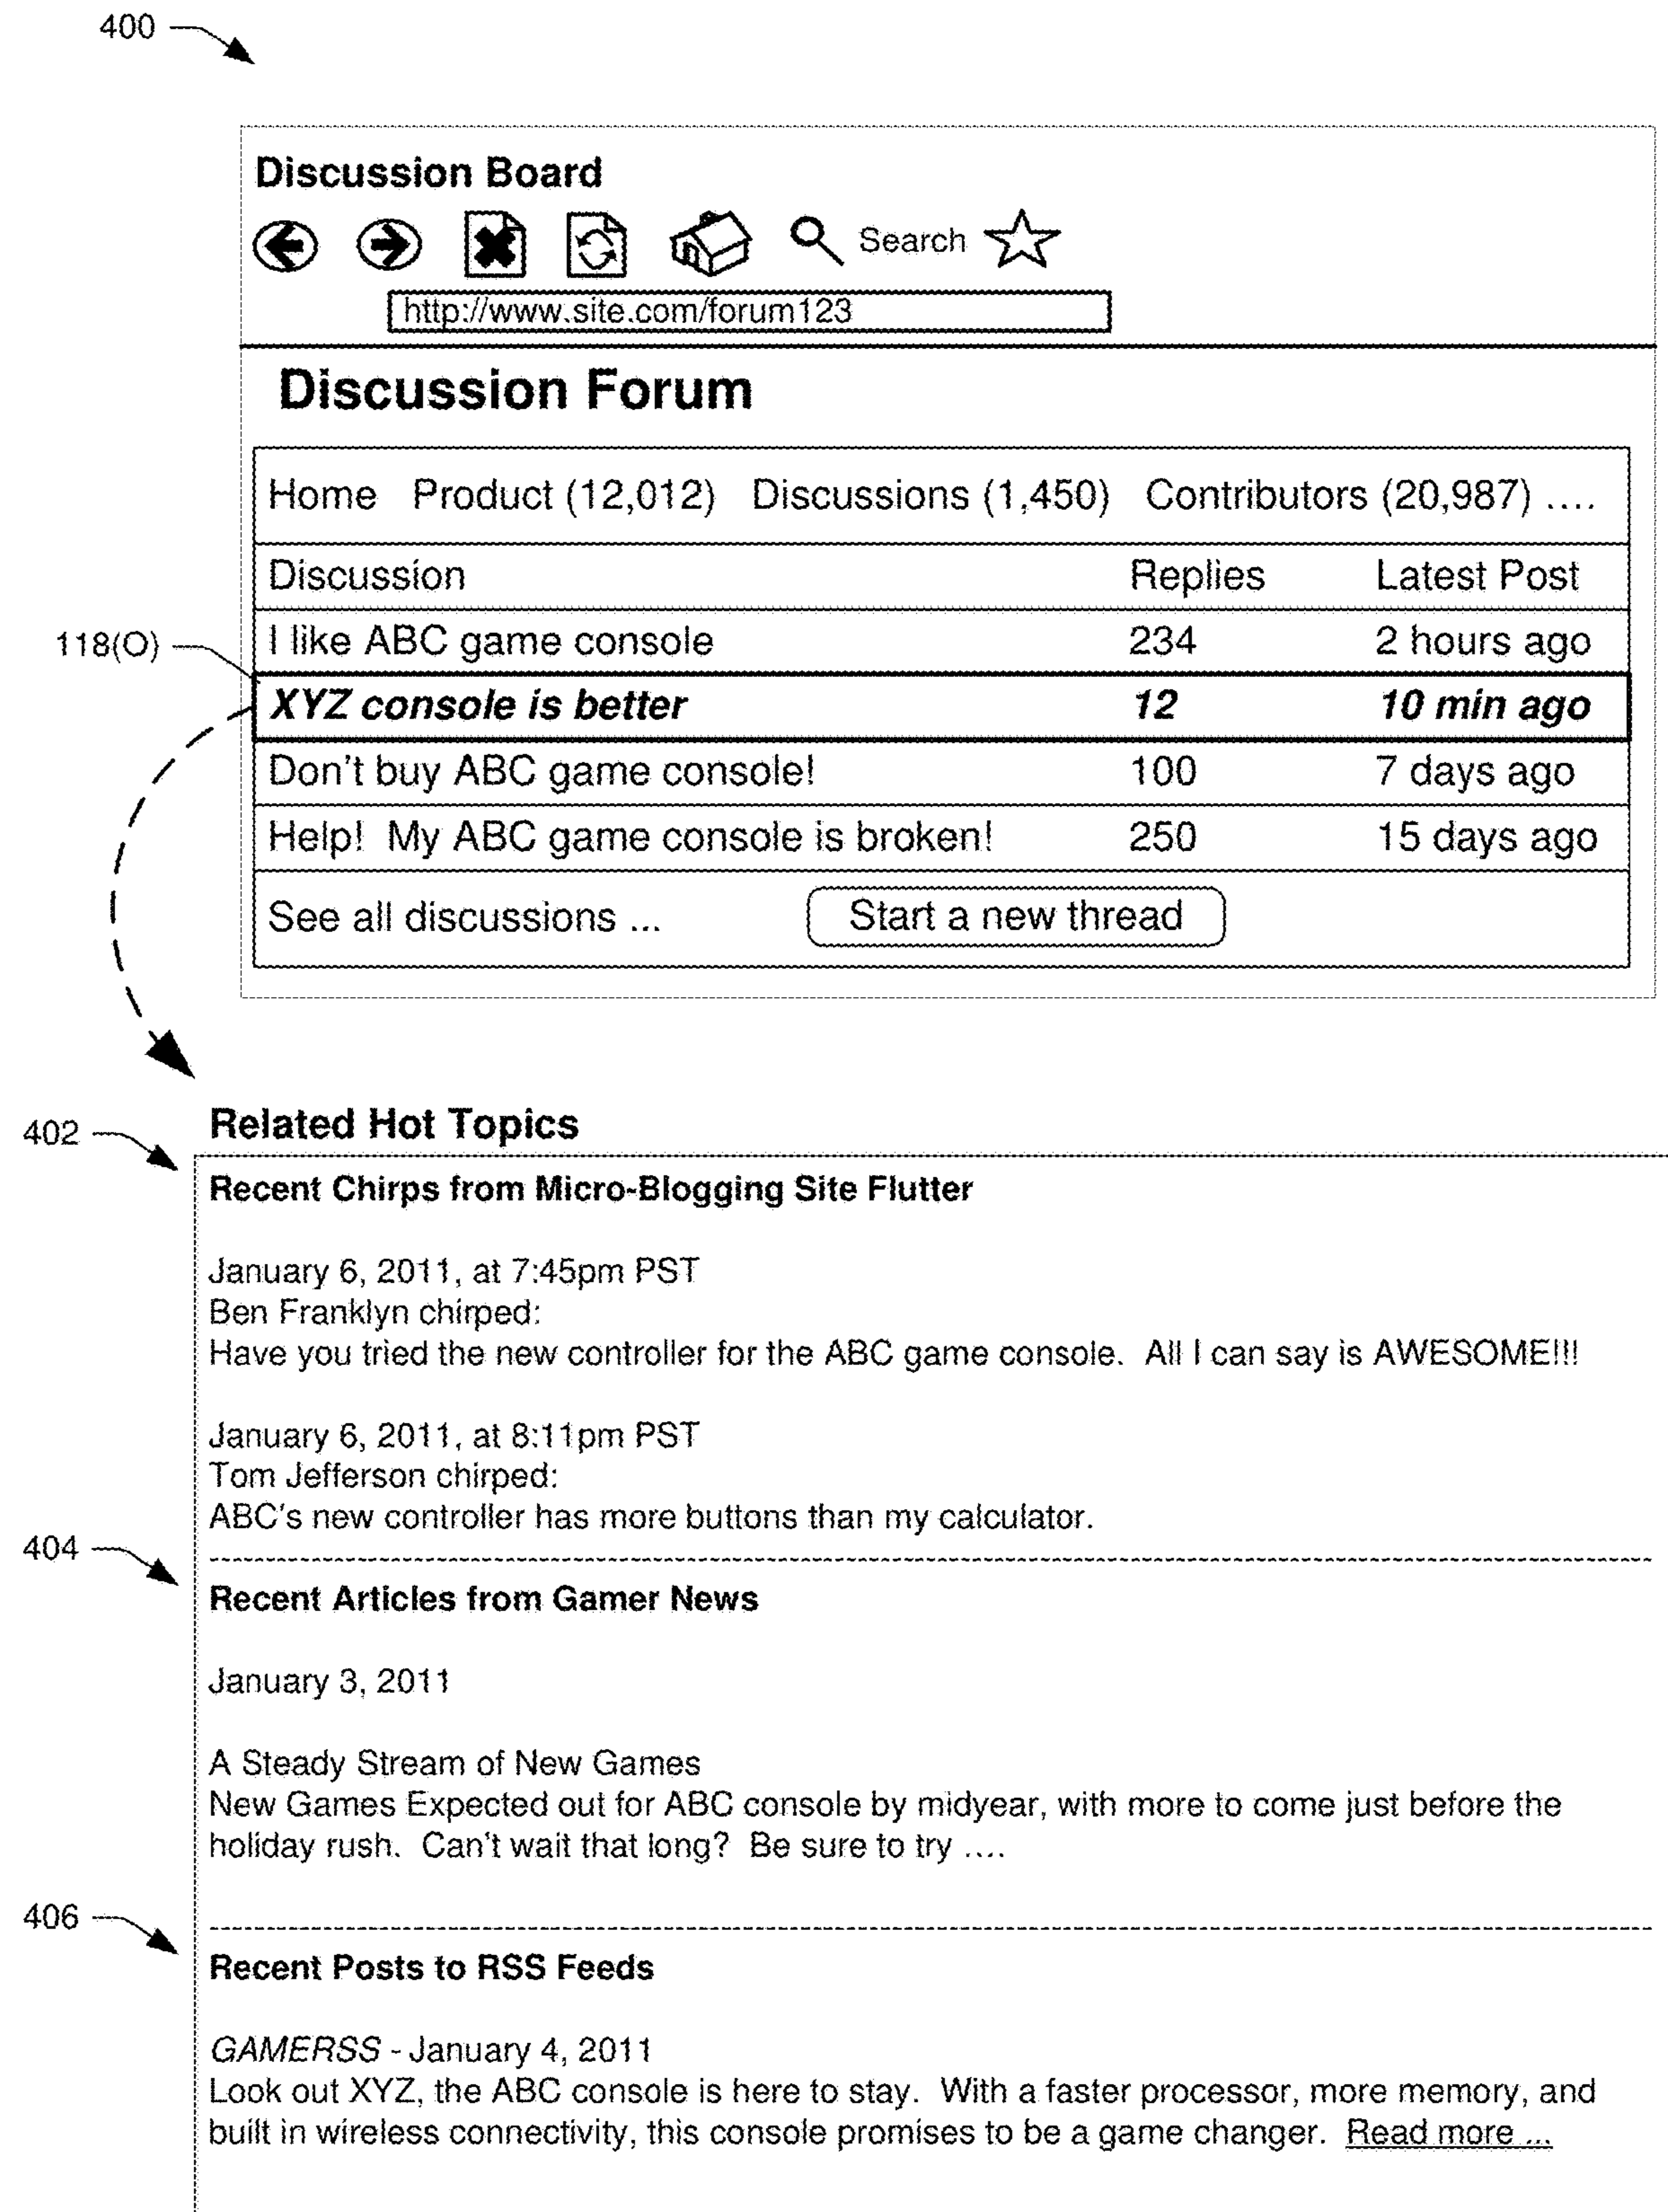 400
Discussion Board
Search
http://www.site.com/forum123
Discussion Forum
Home Product (12,012) Discussions (1,450) Contributors (20,987) ....
Discussion Replies Latest Post
118(O)
I like ABC game console 234 2 hours ago
XYZ console is better 12 10 min ago
Don't buy ABC game console! 100 7 days ago
Help! My ABC game console is broken! 250 15 days ago
See all discussions ... Start a new thread
Related Hot Topics
402
Recent Chirps from Micro-Blogging Site Flutter
January 6, 2011, at 7:45pm PST
Ben Franklyn chirped:
Have you tried the new controller for the ABC game console. All I can say is AWESOME!!!
January 6, 2011, at 8:11pm PST
Tom Jefferson chirped:
ABC's new controller has more buttons than my calculator.
404
Recent Articles from Gamer News
January 3, 2011
A Steady Stream of New Games
New Games Expected out for ABC console by midyear, with more to come just before the
holiday rush. Can't wait that long? Be sure to try ....
406
Recent Posts to RSS Feeds
GAMERSS - January 4, 2011
Look out XYZ, the ABC console is here to stay. With a faster processor, more memory, and
built in wireless connectivity, this console promises to be a game changer. Read more ...